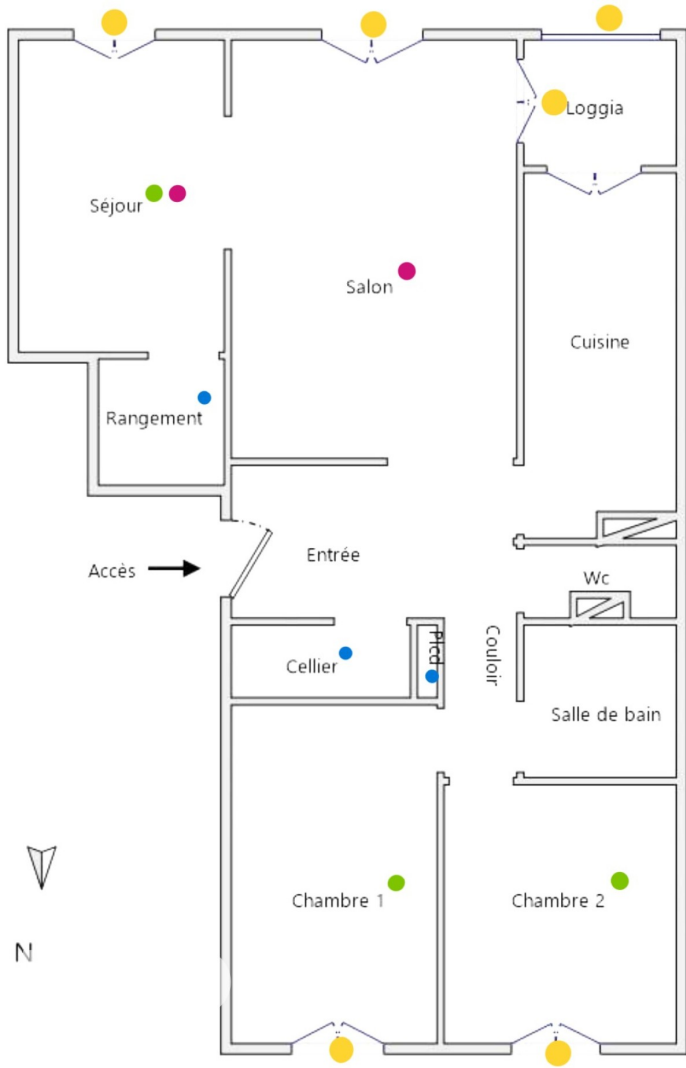 Loggia
Séjour
Salon
Cuisine
Rangement
Entrée
Accès
Wc
Plcd
Couloir
Cellier
Salle de bain
Chambre 1
Chambre 2
N